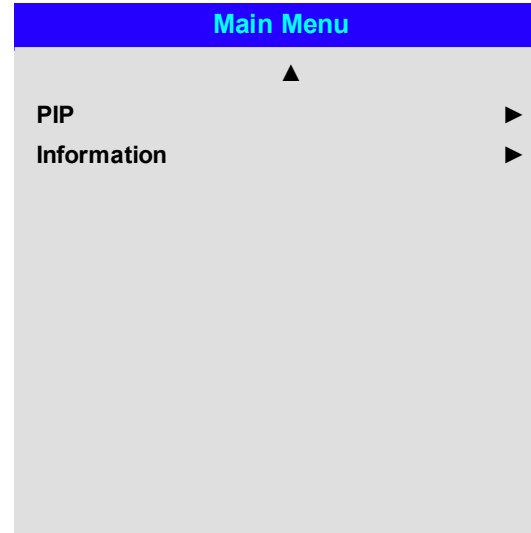 Main Menu
▲
PIP ►
Information ►